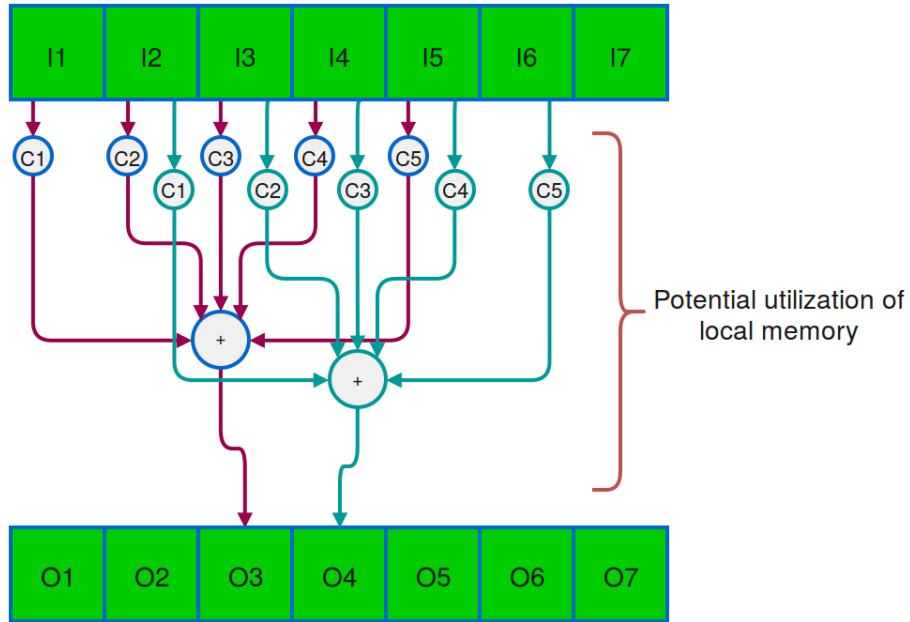 I1 I2 I3 I4 I5 I6 I7
C1 C2 C3 C4 C5
C1 C2 C3 C4 C5
Potential utilization of
local memory
+
+
O1 O2 O3 O4 O5 O6 O7